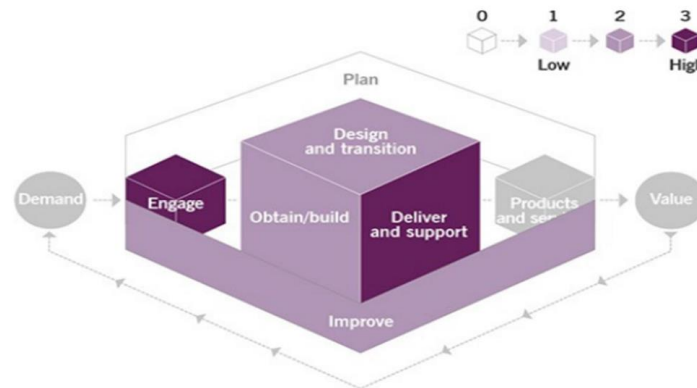 0 1 2 3
Low High
Plan
Design
and transition
Demand
Engage
Obtain/build
Deliver
and support
Products
and
Value
Improve